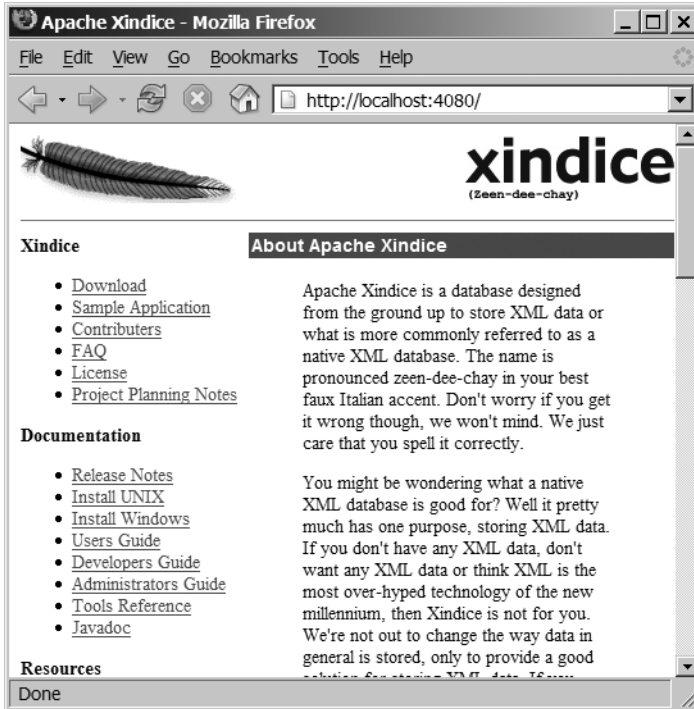 Apache Xindice - Mozilla Firefox
File Edit View Go Bookmarks Tools Help
http://localhost:4080/
xindice
(Zeen-dee-chay)
Xindice
Download
Sample Application
Contributers
FAQ
License
Project Planning Notes
Documentation
Release Notes
Install UNIX
Install Windows
Users Guide
Developers Guide
Administrators Guide
Tools Reference
Javadoc
Resources
About Apache Xindice
Apache Xindice is a database designed
from the ground up to store XML data or
what is more commonly referred to as a
native XML database. The name is
pronounced zeen-dee-chay in your best
faux Italian accent. Don't worry if you get
it wrong though, we won't mind. We just
care that you spell it correctly.
You might be wondering what a native
XML database is good for? Well it pretty
much has one purpose, storing XML data.
If you don't have any XML data, don't
want any XML data or think XML is the
most over-hyped technology of the new
millennium, then Xindice is not for you.
We're not out to change the way data in
general is stored, only to provide a good
solution for storing XML data. If you
Done